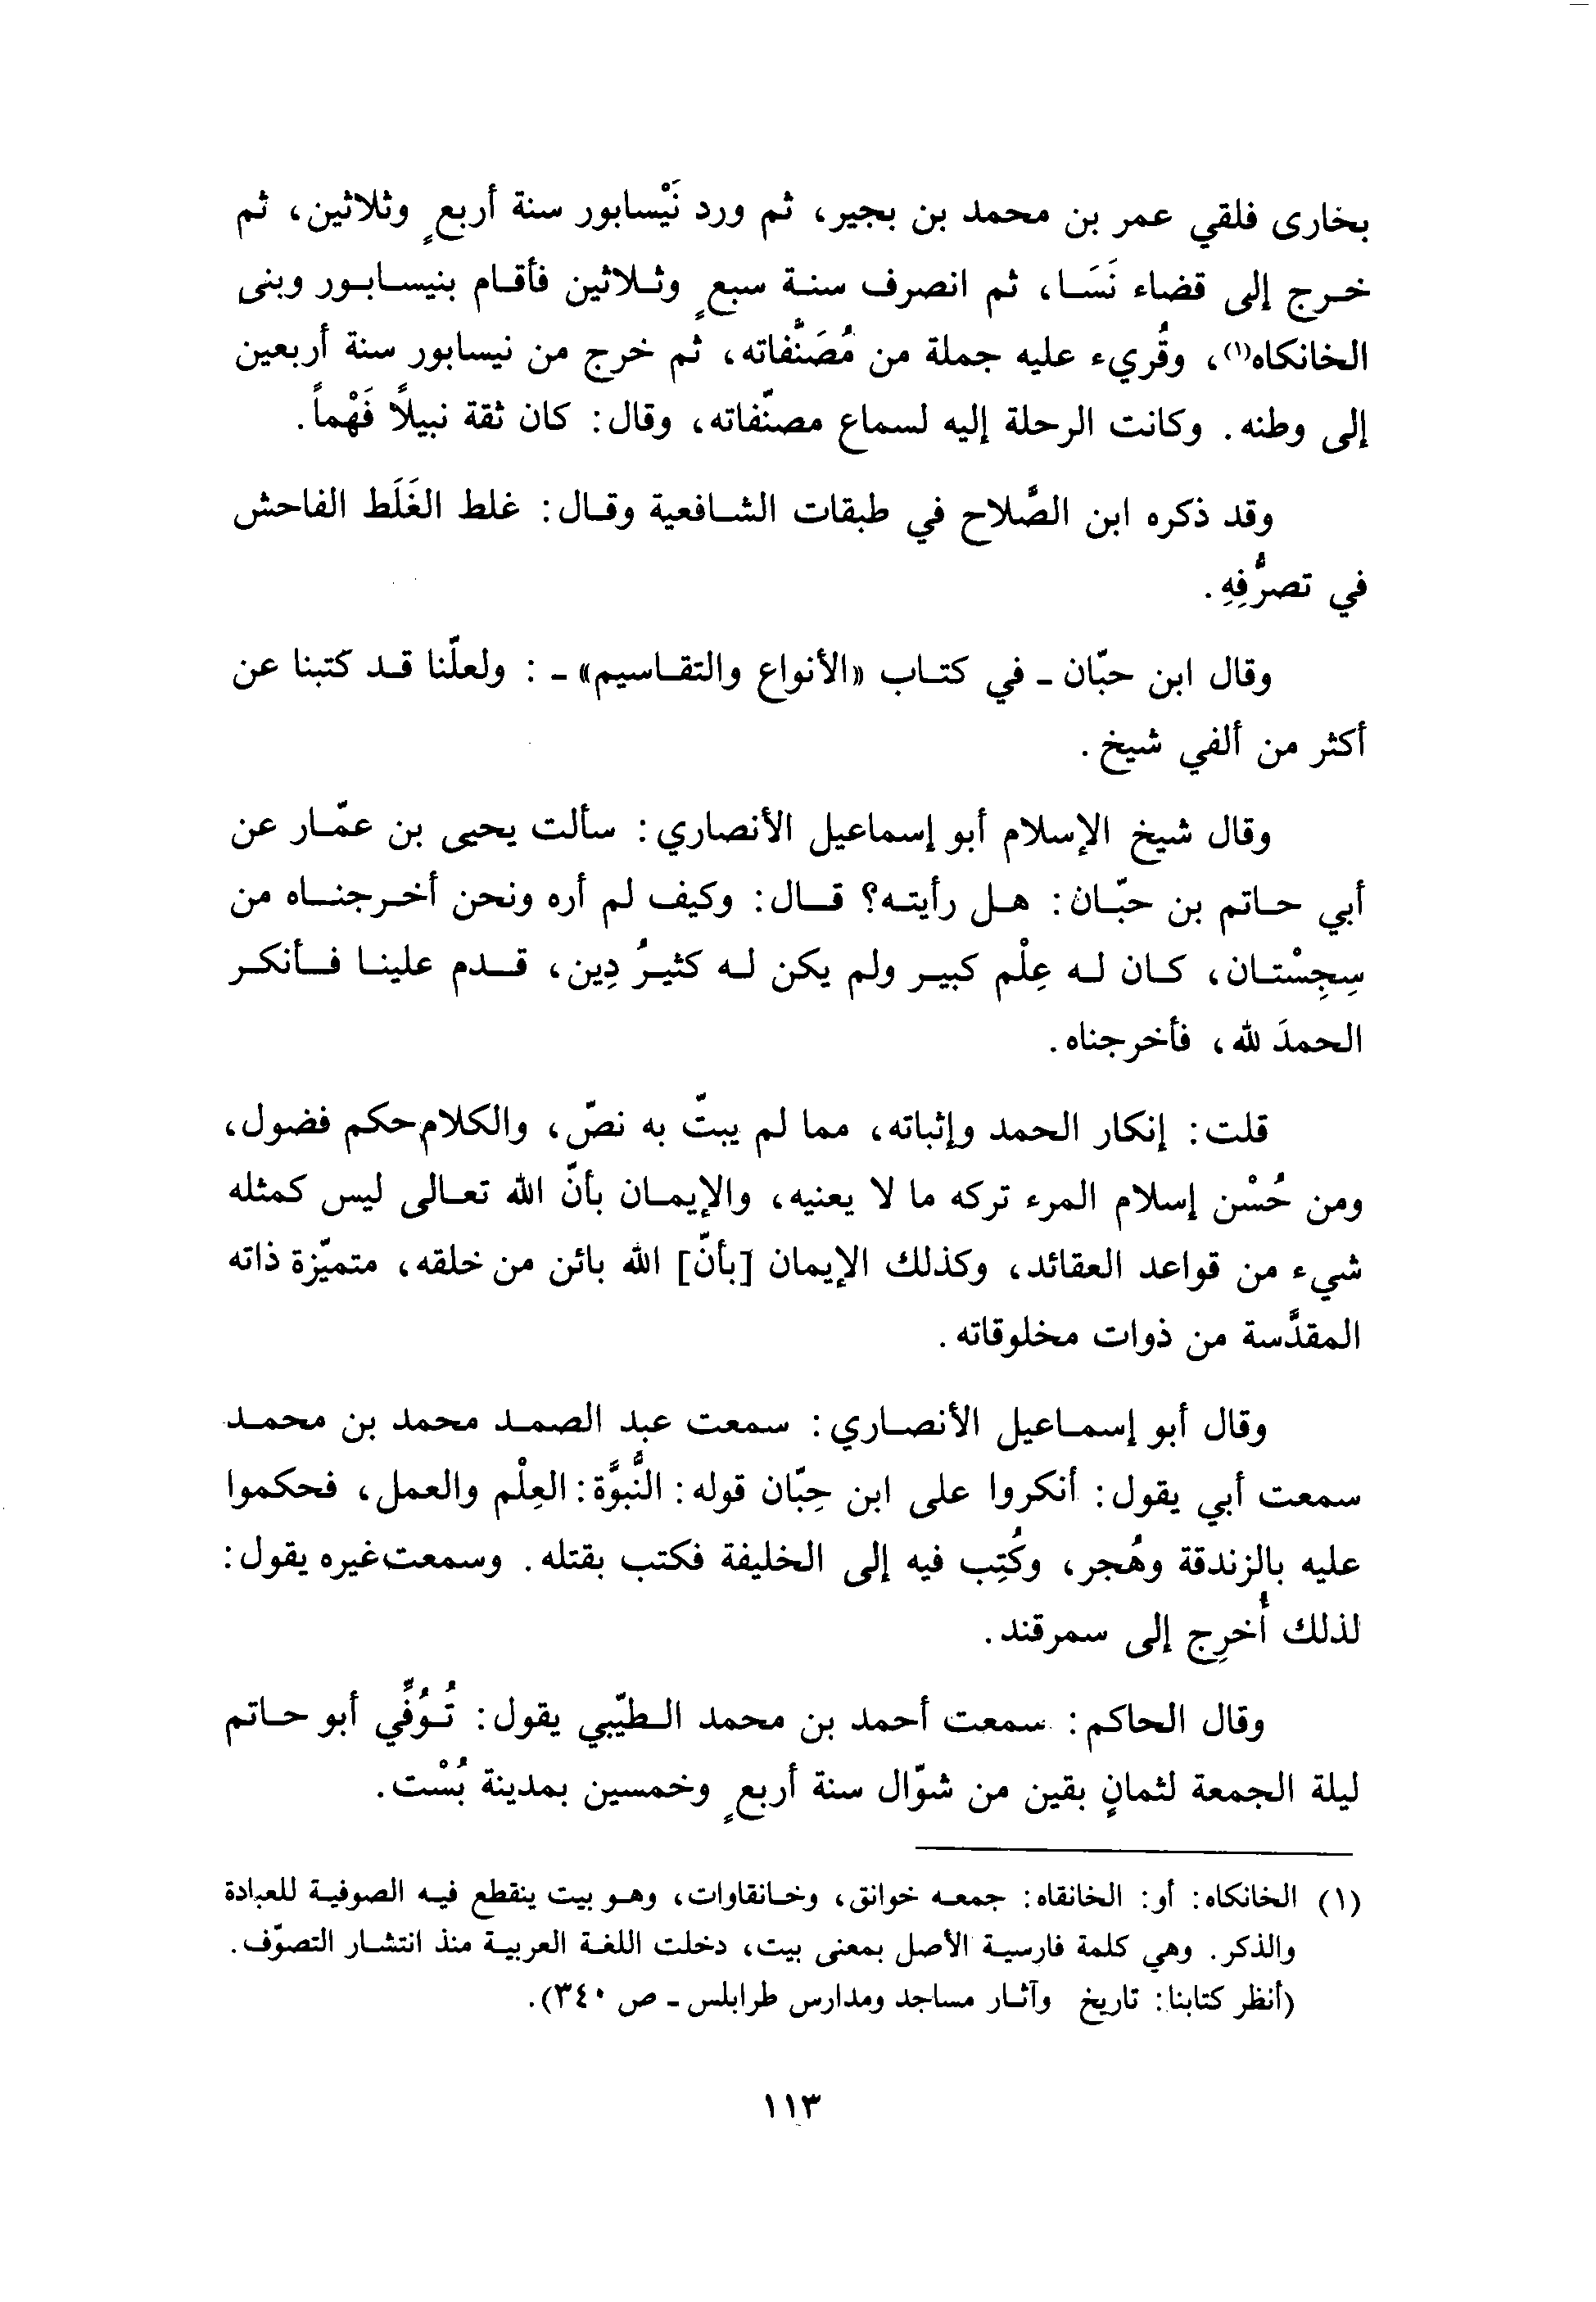 بخارى فلقي عمر بن محمد بن بجير، ثم ورد نَيْسابور سنة أربعٍ وثلاثين، ثم
خرج إلى قضاء نَسَا، ثم انصرف سنة سبعٍ وثلاثين فأقام بنيسابور وبنى
الخانكاه(١)، وقُريء عليه جملة من مُصَنَّفاته، ثم خرج من نيسابور سنة أربعين
إلى وطنه. وكانت الرحلة إليه لسماع مصنّفاته، وقال: كان ثقة نبيلًا فَهْماً.
وقد ذكره ابن الصَّلاح في طبقات الشافعية وقال: غلط الغَلَط الفاحش
في تصرُّفِهِ.
وقال ابن حبّان - في كتاب «الأنواع والتقاسيم» - : ولعلّنا قد كتبنا عن
أكثر من ألفي شيخ.
وقال شيخ الإسلام أبو إسماعيل الأنصاري: سألت يحيى بن عمّار عن
أبي حاتم بن حبّان: هل رأيته؟ قال: وكيف لم أره ونحن أخرجناه من
سِجِسْتان، كان له عِلْم كبير ولم يكن له كثيرُ دِين، قدم علينا فأنكر
الحمدَ لله، فأخرجناه.
قلت: إنكار الحمد وإثباته، مما لم يبتّ به نصّ، والكلام حكم فضول،
ومن حُسْن إسلام المرء تركه ما لا يعنيه، والإيمان بأنّ الله تعالى ليس كمثله
شيء من قواعد العقائد، وكذلك الإيمان [بأنّ] الله بائن من خلقه، متميّزة ذاته
المقدَّسة من ذوات مخلوقاته.
وقال أبو إسماعيل الأنصاري: سمعت عبد الصمد محمد بن محمد
سمعت أبي يقول: أنكروا على ابن حِبّان قوله: النُّبوَّة: العِلْم والعمل، فحكموا
عليه بالزندقة وهُجر، وكُتِب فيه إلى الخليفة فكتب بقتله. وسمعت غيره يقول:
لذلك أُخرِج إلى سمرقند.
وقال الحاكم: سمعت أحمد بن محمد الطيّبي يقول: تُوُفِّي أبو حاتم
ليلة الجمعة لثمانٍ بقين من شوّال سنة أربعٍ وخمسين بمدينة بُسْت.
(١) الخانكاه: أو: الخانقاه: جمعه خوانق، وخانقاوات، وهو بيت ينقطع فيه الصوفية للعبادة
والذكر. وهي كلمة فارسية الأصل بمعنى بيت، دخلت اللغة العربية منذ انتشار التصوّف.
(أنظر كتابنا: تاريخ وآثار مساجد ومدارس طرابلس - ص ٣٤٠).
١١٣